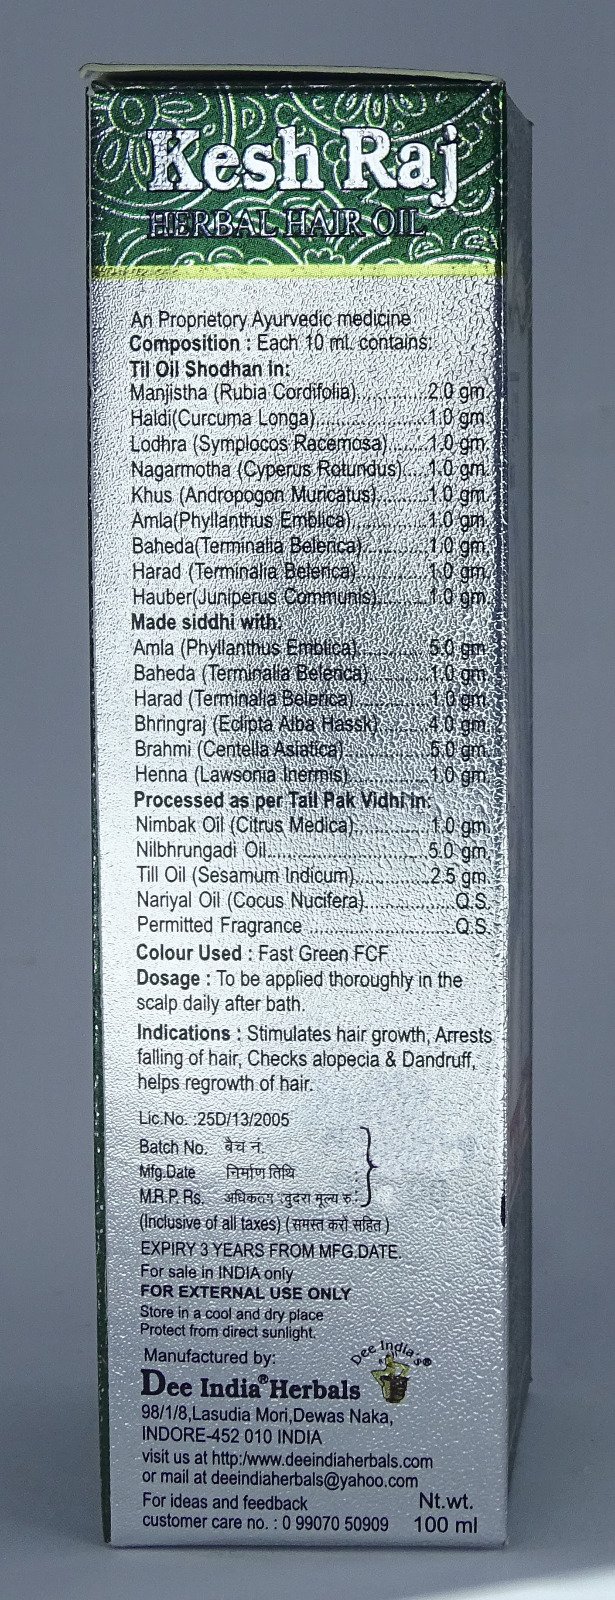 Kesh Raj
HERBAL HAIR OIL
An Proprietory Ayurvedic medicine
Composition : Each 10 ml. contains:
Til Oil Shodhan in:
Manjistha (Rubia Cordifolia).............2.0 gm.
Haldi(Curcuma Longa)......................1.0 gm.
Lodhra (Symplocos Racemosa)........1.0 gm.
Nagarmotha (Cyperus Rotundus)....1.0 gm.
Khus (Andropogon Muricatus)..........1.0 gm.
Amla(Phyllanthus Emblica)...............1.0 gm.
Baheda(Terminalia Belerica).............1.0 gm.
Harad (Terminalia Belerica)..............1.0 gm.
Hauber(Juniperus Communis)..........1.0 gm.
Made siddhi with:
Amla (Phyllanthus Emblica)..............5.0 gm.
Baheda (Terminalia Belerica)............1.0 gm.
Harad (Terminalia Belerica)..............1.0 gm.
Bhringraj (Eclipta Alba Hassk)..........4.0 gm.
Brahmi (Centella Asiatica)................5.0 gm.
Henna (Lawsonia Inermis)................1.0 gm.
Processed as per Tail Pak Vidhi in:
Nimbak Oil (Citrus Medica)...............1.0 gm.
Nilbhrungadi Oil................................5.0 gm.
Till Oil (Sesamum Indicum)..............2.5 gm.
Nariyal Oil (Cocus Nucifera).................Q.S.
Permitted Fragrance ...........................Q.S.
Colour Used : Fast Green FCF
Dosage : To be applied thoroughly in the
scalp daily after bath.
Indications : Stimulates hair growth, Arrests
falling of hair, Checks alopecia & Dandruff,
helps regrowth of hair.
Lic.No. :25D/13/2005
Batch No. बैच नं.
Mfg.Date निर्माण तिथि :
M.R.P. Rs. अधिकतम खुदरा मूल्य रु. :
(Inclusive of all taxes) (समस्त करों सहित)
EXPIRY 3 YEARS FROM MFG.DATE.
For sale in INDIA only
FOR EXTERNAL USE ONLY
Store in a cool and dry place
Protect from direct sunlight.
Manufactured by:
Dee India's®
Dee India® Herbals
98/1/8,Lasudia Mori,Dewas Naka,
INDORE-452 010 INDIA
visit us at http:/www.deeindiaherbals.com
or mail at deeindiaherbals@yahoo.com
For ideas and feedback
customer care no. : 0 99070 50909
Nt.wt.
100 ml